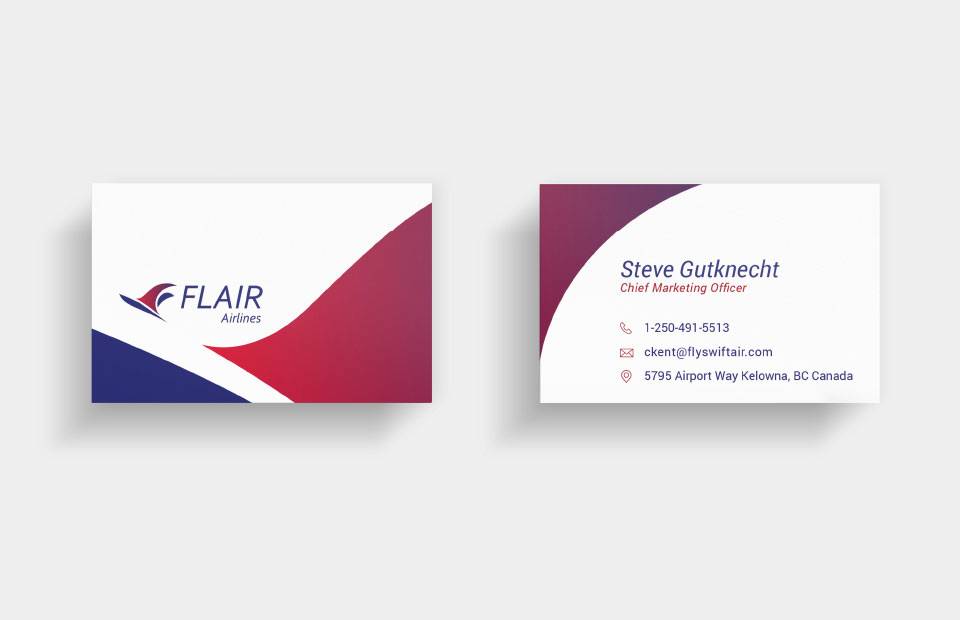 FLAIR
Airlines
Steve Gutknecht
Chief Marketing Officer
1-250-491-5513
ckent@flyswiftair.com
5795 Airport Way Kelowna, BC Canada